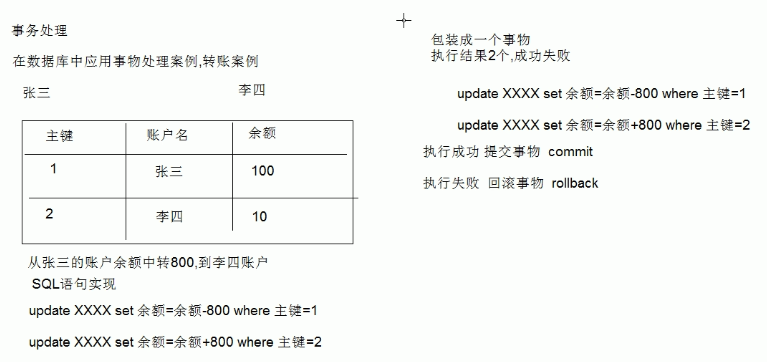 事务处理
在数据库中应用事物处理案例,转账案例
张三 李四
主键 账户名 余额
1 张三 100
2 李四 10
从张三的账户余额中转800,到李四账户
SQL语句实现
update XXXX set 余额=余额-800 where 主键=1
update XXXX set 余额=余额+800 where 主键=2
包装成一个事物
执行结果2个,成功失败
update XXXX set 余额=余额-800 where 主键=1
update XXXX set 余额=余额+800 where 主键=2
执行成功 提交事物 commit
执行失败 回滚事物 rollback